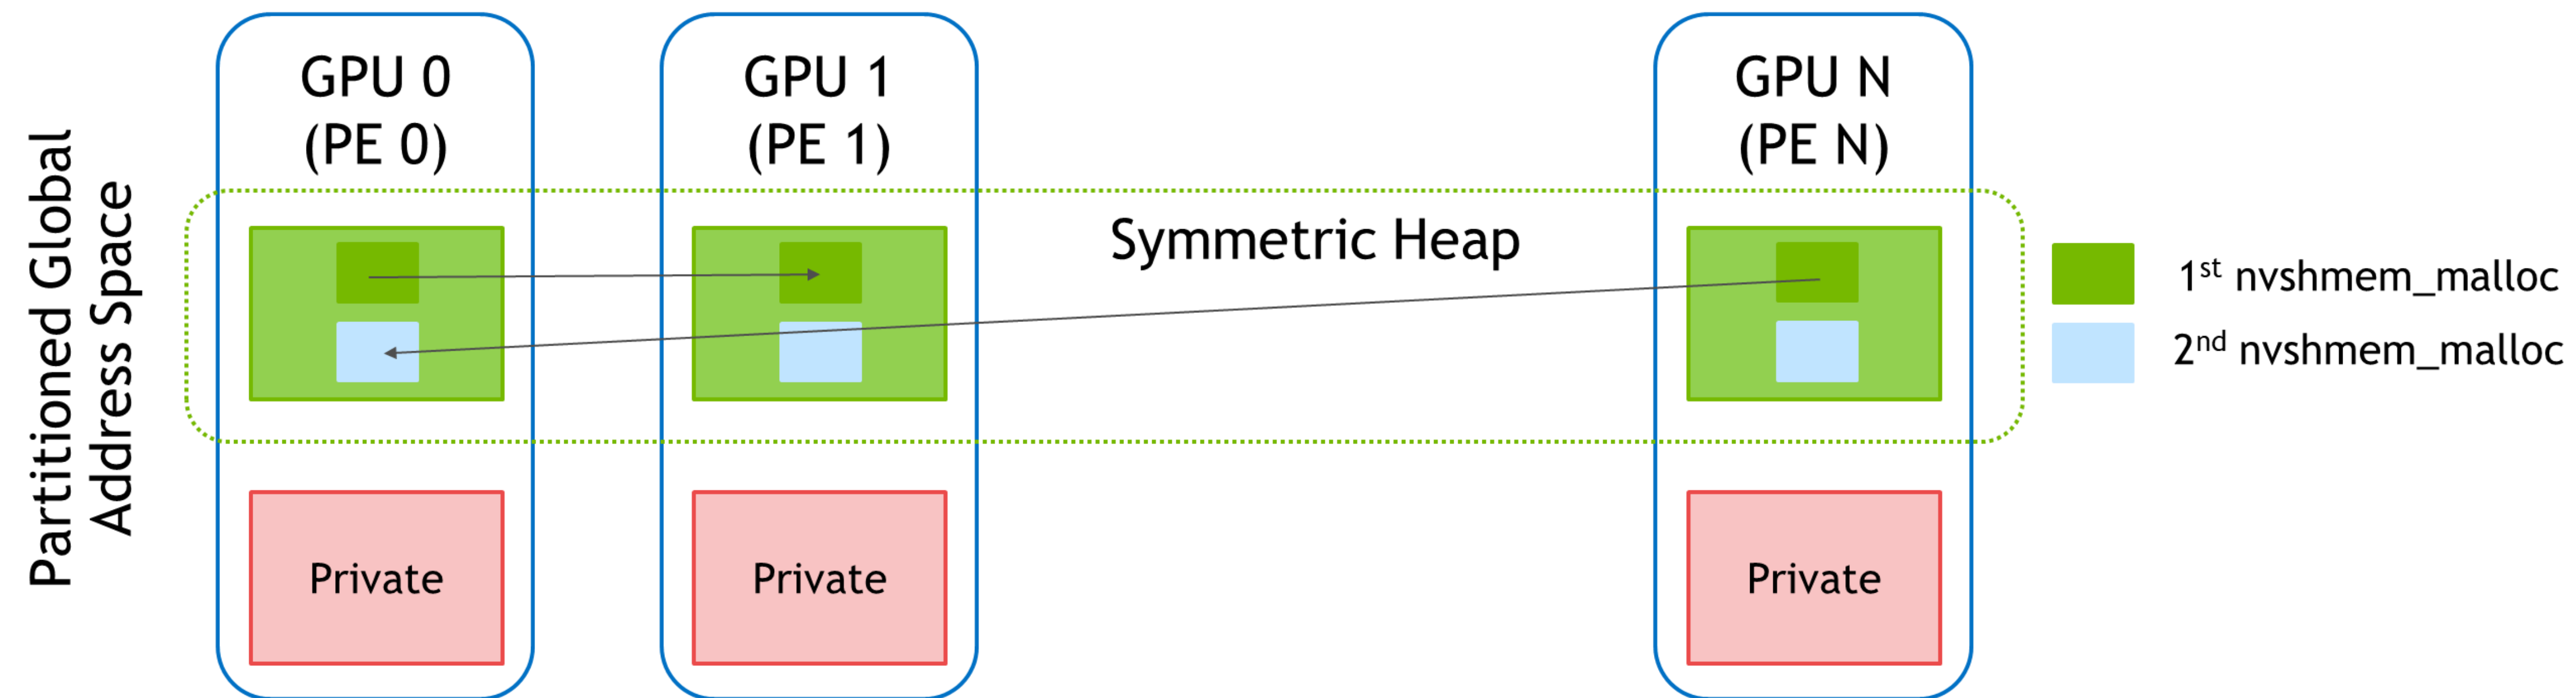 Partitioned Global
Address Space
GPU 0
(PE 0)
GPU 1
(PE 1)
GPU N
(PE N)
Symmetric Heap
1st nvshmem_malloc
2nd nvshmem_malloc
Private
Private
Private